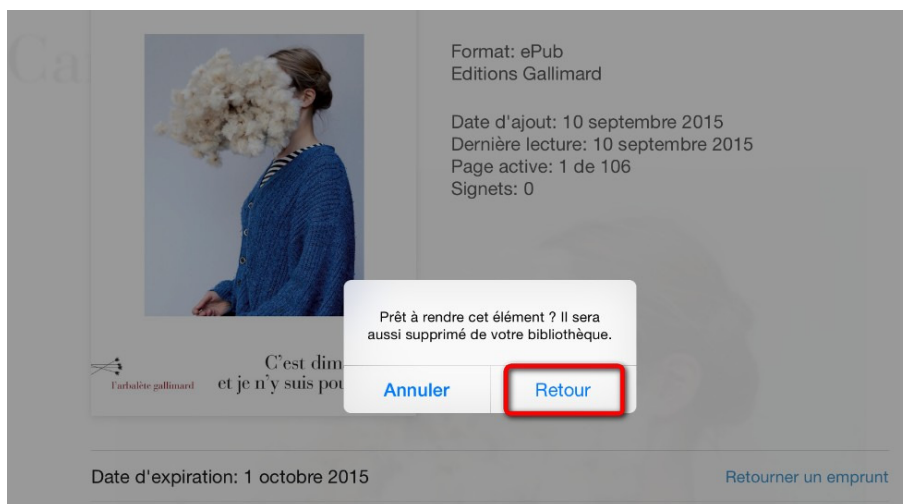 Ca
Format: ePub
Editions Gallimard
Date d'ajout: 10 septembre 2015
Dernière lecture: 10 septembre 2015
Page active: 1 de 106
Signets: 0
Prêt à rendre cet élément ? Il sera
aussi supprimé de votre bibliothèque.
Annuler
Retour
l'arbalète gallimard
C'est dim
et je n'y suis pou
Date d'expiration: 1 octobre 2015
Retourner un emprunt